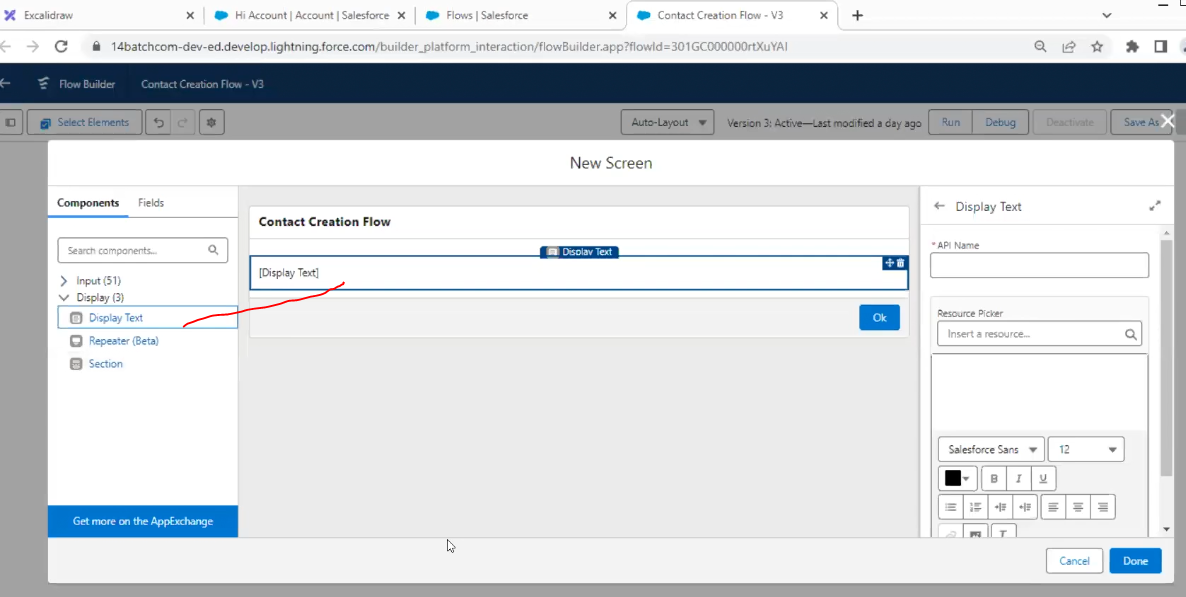 Excalidraw
Hi Account | Account | Salesforce
Flows | Salesforce
Contact Creation Flow - V3
14batchcom-dev-ed.develop.lightning.force.com/builder_platform_interaction/flowBuilder.app?flowId=301GC000000rtXuYAI
Flow Builder
Contact Creation Flow - V3
Select Elements
Auto-Layout
Version 3: Active—Last modified a day ago
Run
Debug
Deactivate
Save As
New Screen
Components
Fields
Search components...
Input (51)
Display (3)
Display Text
Repeater (Beta)
Section
Get more on the AppExchange
Contact Creation Flow
Display Text
[Display Text]
Ok
Display Text
*API Name
Resource Picker
Insert a resource...
Salesforce Sans
12
B
I
U
Cancel
Done